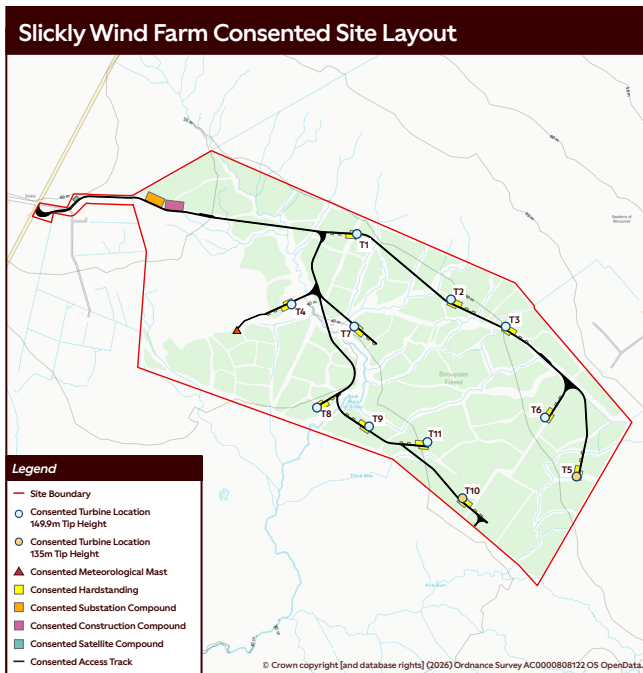 Slickly Wind Farm Consented Site Layout
T1
T2
T3
T4
T7
Stroupster
Forest
T6
T8
T9
T11
T5
T10
Legend
Site Boundary
Consented Turbine Location
149.9m Tip Height
Consented Turbine Location
135m Tip Height
Consented Meteorological Mast
Consented Hardstanding
Consented Substation Compound
Consented Construction Compound
Consented Satellite Compound
Consented Access Track
© Crown copyright [and database rights] (2026) Ordnance Survey AC0000808122 OS OpenData.